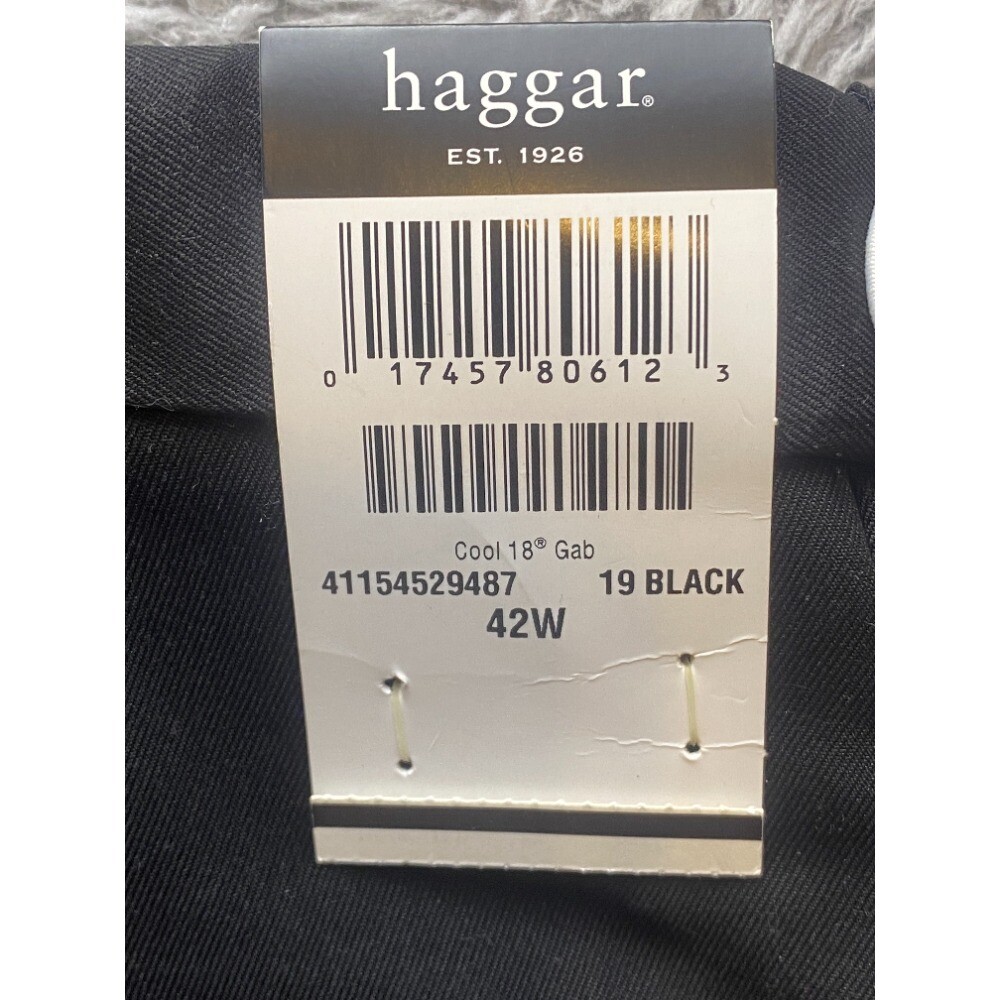 haggar®
EST. 1926
0 17457 80612 3
Cool 18® Gab
41154529487 19 BLACK
42W